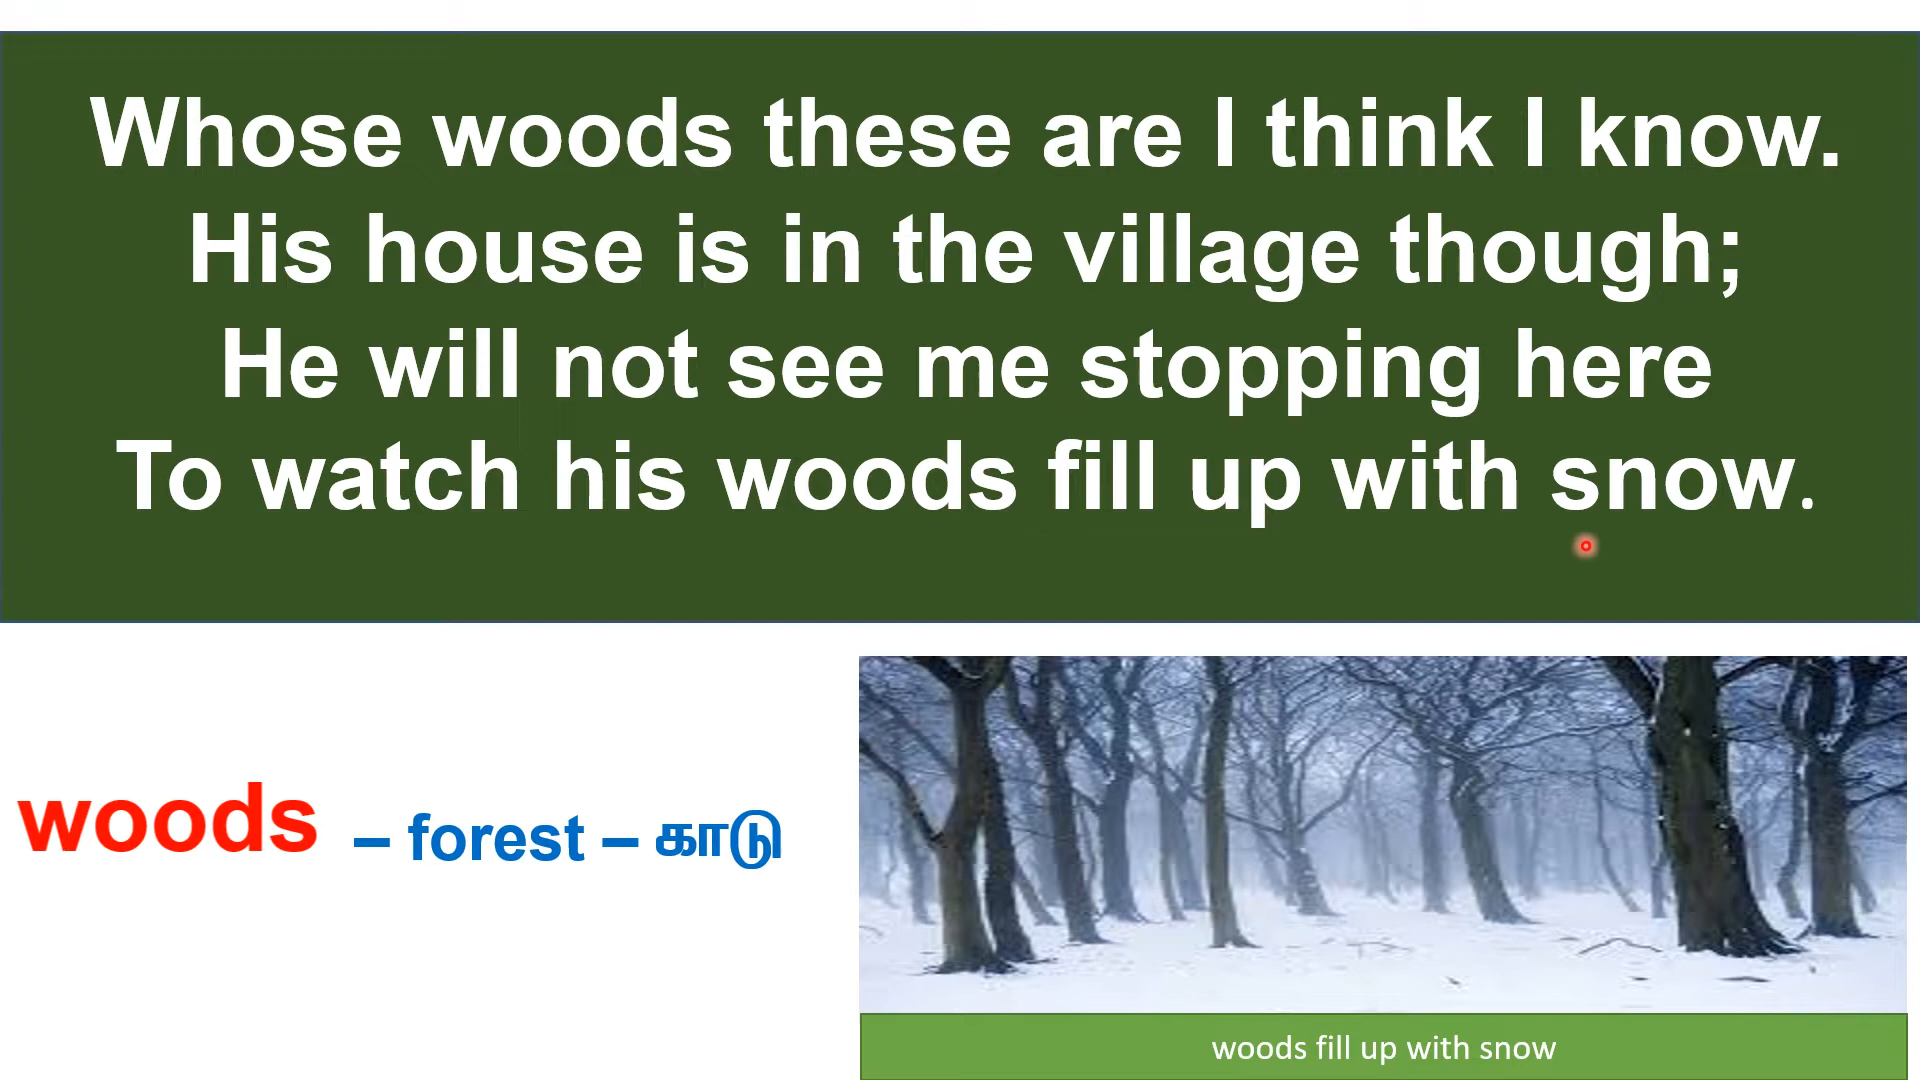 Whose woods these are I think I know.
His house is in the village though;
He will not see me stopping here
To watch his woods fill up with snow.
woods – forest – காடு
woods fill up with snow